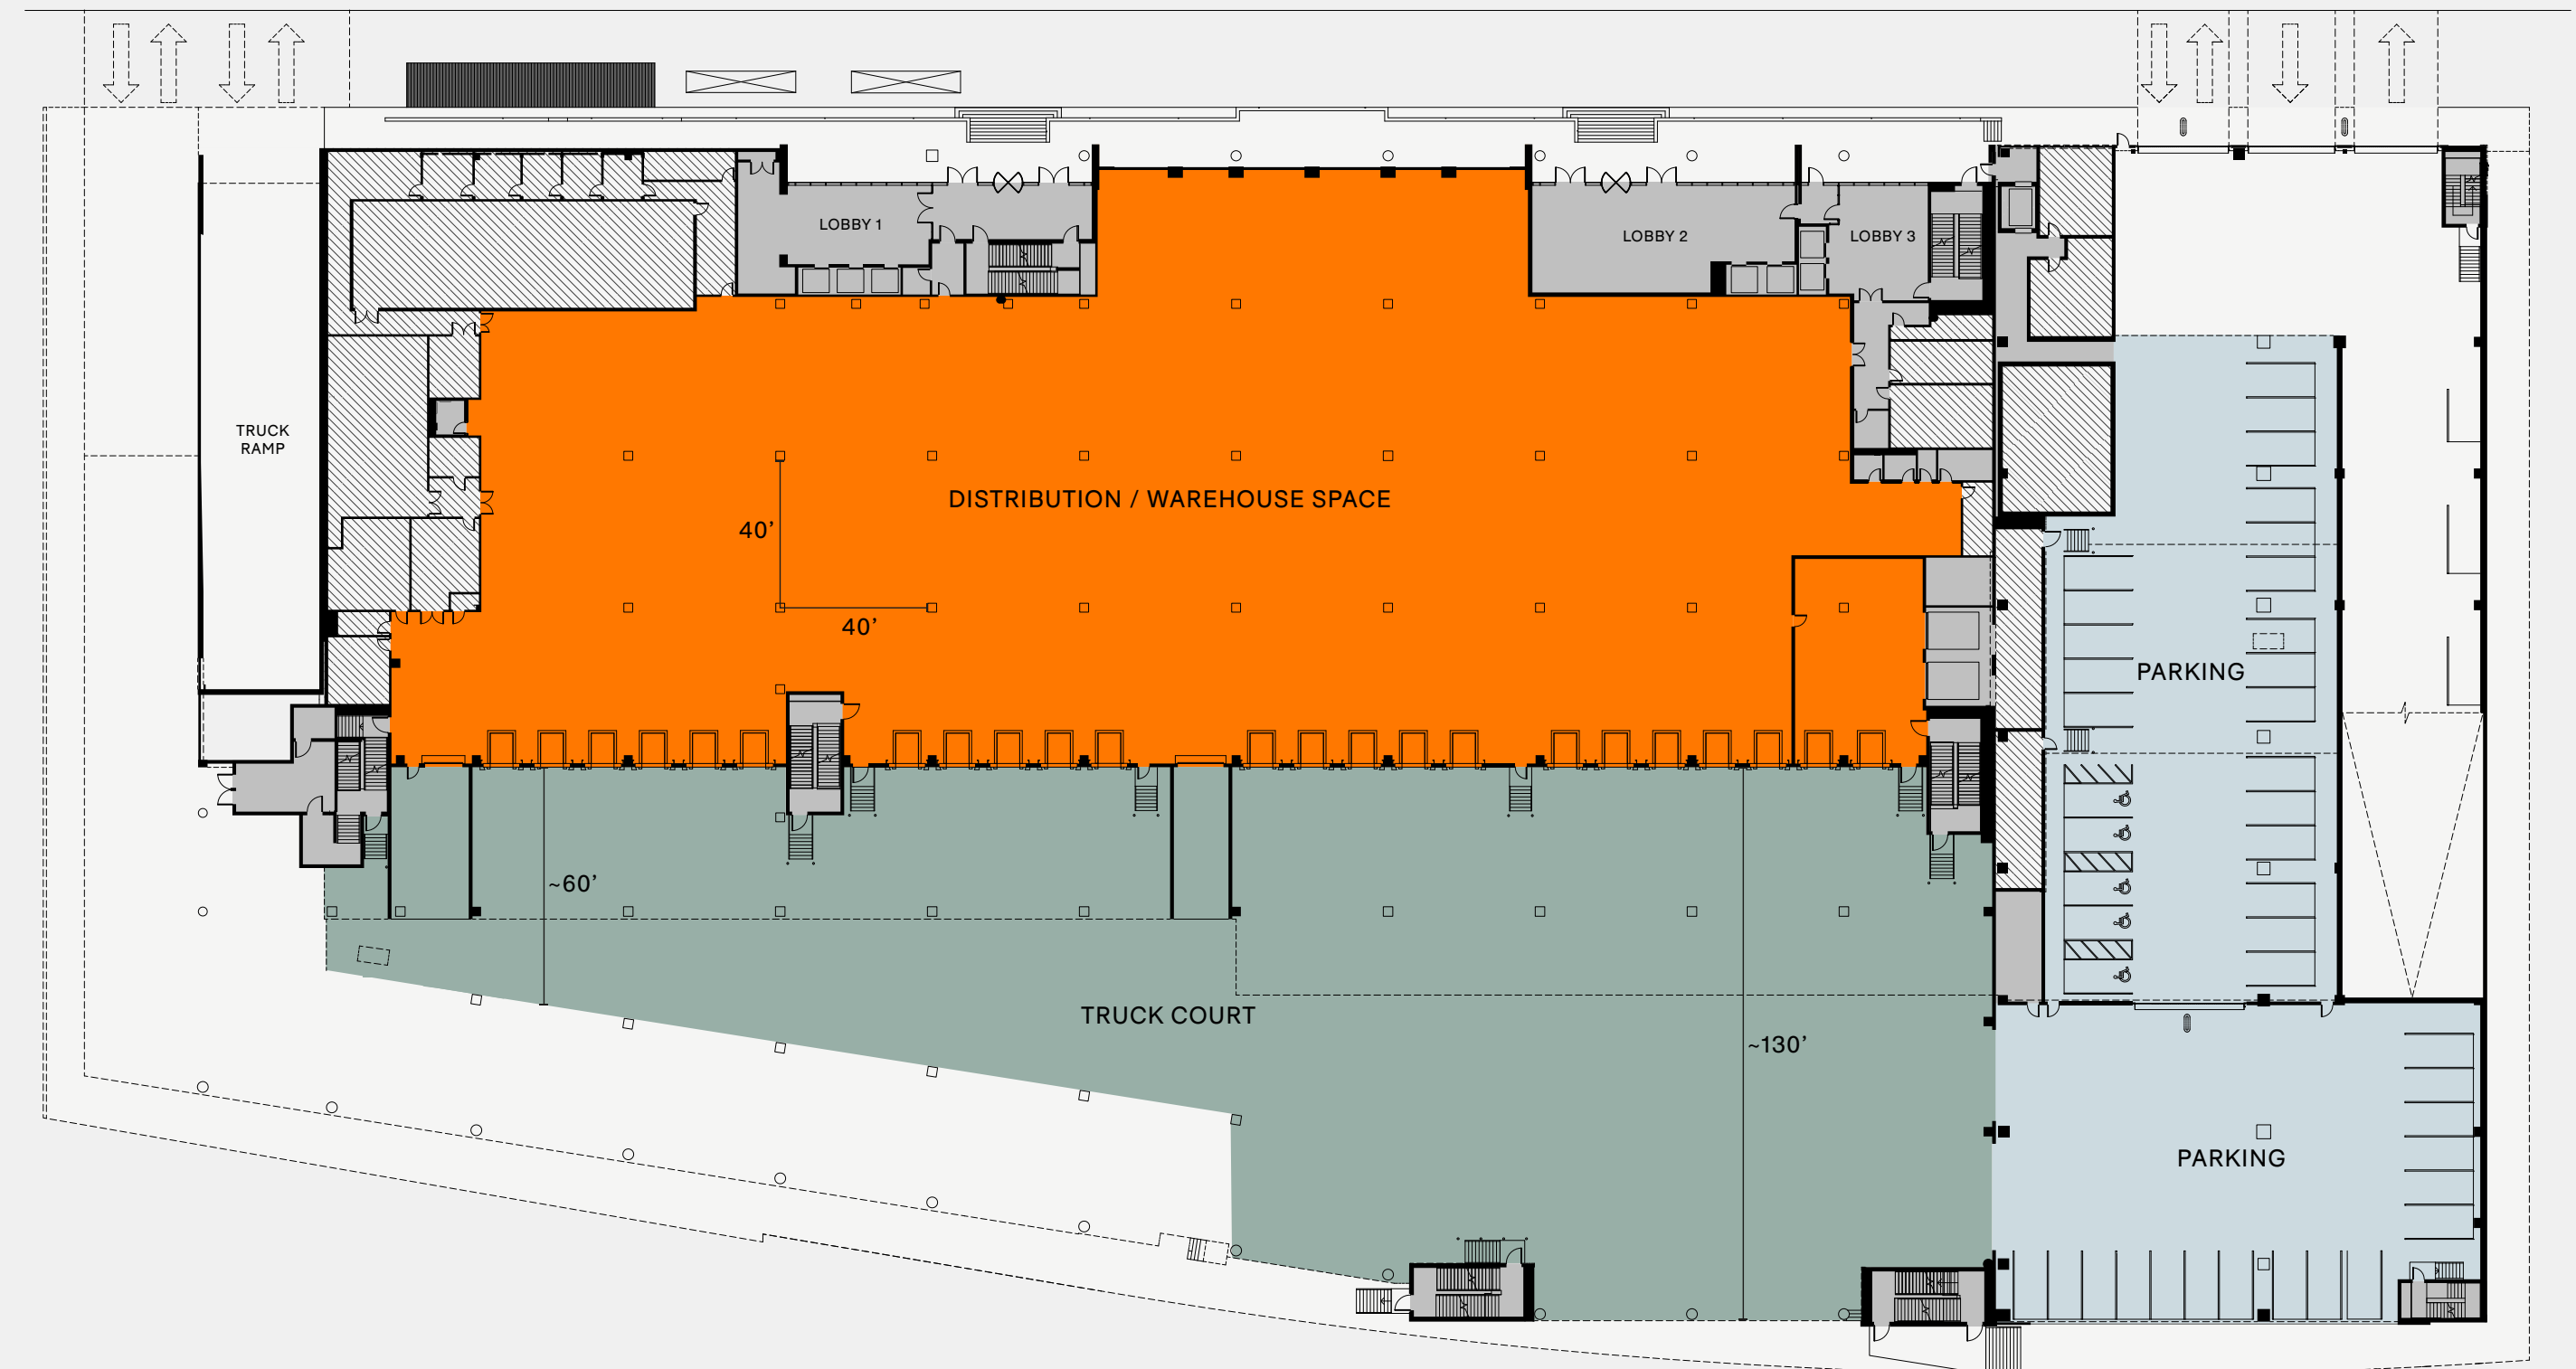 LOBBY 1
LOBBY 2
LOBBY 3
TRUCK
RAMP
DISTRIBUTION / WAREHOUSE SPACE
40’
40’
PARKING
~60’
TRUCK COURT
~130’
PARKING